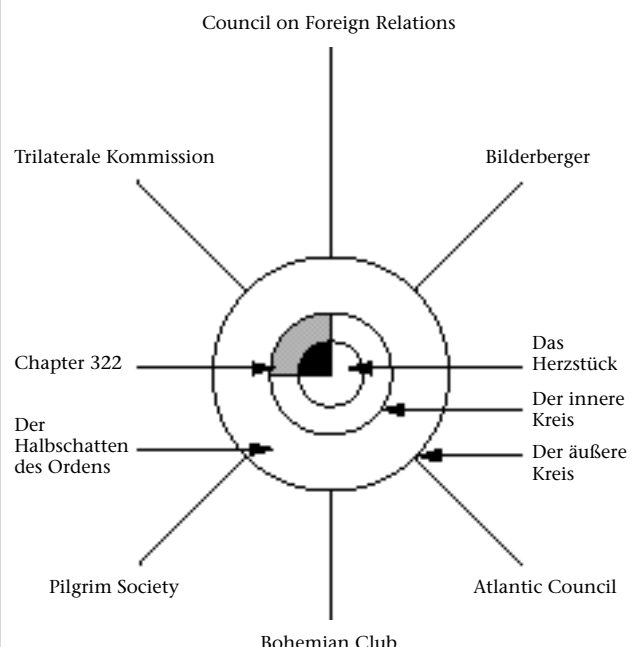 Council on Foreign Relations
Trilaterale Kommission
Bilderberger
Chapter 322
Das
Herzstück
Der innere
Kreis
Der
Halbschatten
des Ordens
Der äußere
Kreis
Pilgrim Society
Atlantic Council
Bohemian Club